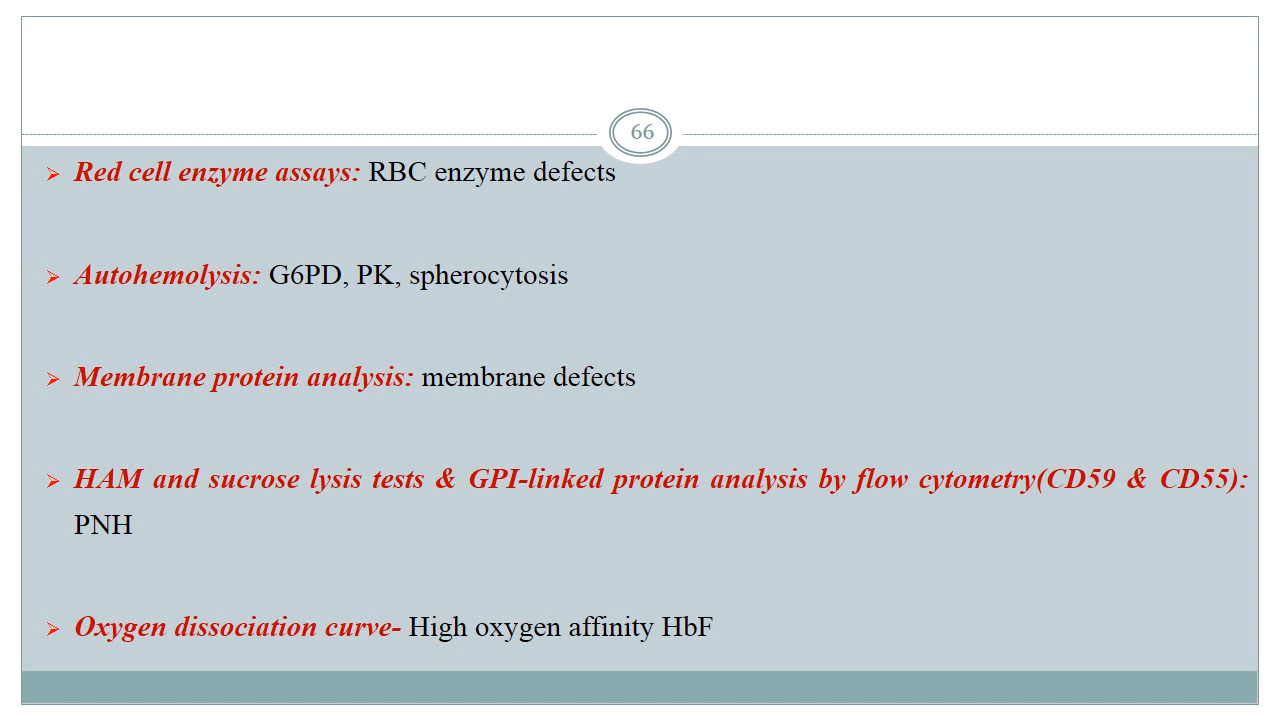 66
➢ Red cell enzyme assays: RBC enzyme defects
➢ Autohemolysis: G6PD, PK, spherocytosis
➢ Membrane protein analysis: membrane defects
➢ HAM and sucrose lysis tests & GPI-linked protein analysis by flow cytometry(CD59 & CD55):
PNH
➢ Oxygen dissociation curve- High oxygen affinity HbF